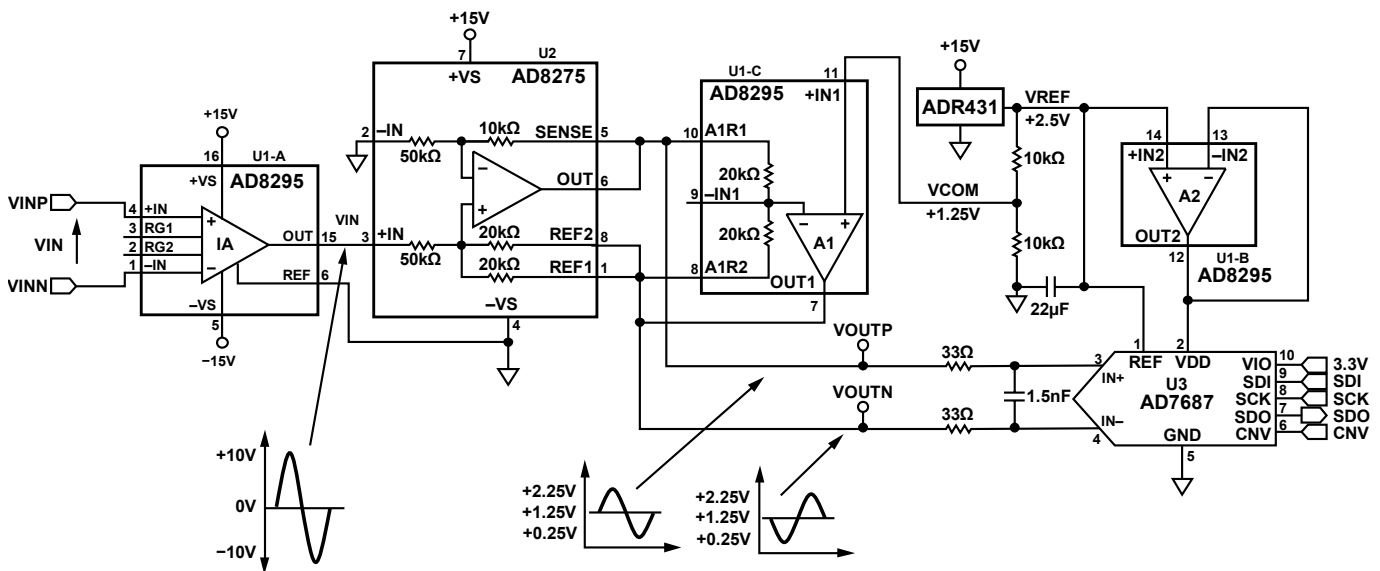 VINP
VIN
VINN
+15V
16
U1-A
+VS
AD8295
4
+IN
3
RG1
2
RG2
1
–IN
+
IA
–
OUT
15
REF
6
–VS
5
–15V
VIN
+15V
7
U2
+VS
AD8275
2
–IN
50kΩ
10kΩ
SENSE
5
–
+
OUT
6
3
+IN
50kΩ
20kΩ
REF2
8
20kΩ
REF1
1
–VS
4
U1-C
AD8295
11
+IN1
10
A1R1
20kΩ
9
–IN1
20kΩ
–
+
A1
8
A1R2
OUT1
7
+15V
ADR431
VREF
+2.5V
10kΩ
VCOM
+1.25V
10kΩ
22µF
14
13
+IN2
–IN2
+
–
A2
OUT2
12
U1-B
AD8295
VOUTP
33Ω
VOUTN
33Ω
1.5nF
1
REF
2
VDD
3
IN+
4
IN–
U3
AD7687
GND
5
VIO
10
3.3V
SDI
9
SDI
SCK
8
SCK
SDO
7
SDO
CNV
6
CNV
+10V
0V
–10V
+2.25V
+1.25V
+0.25V
+2.25V
+1.25V
+0.25V